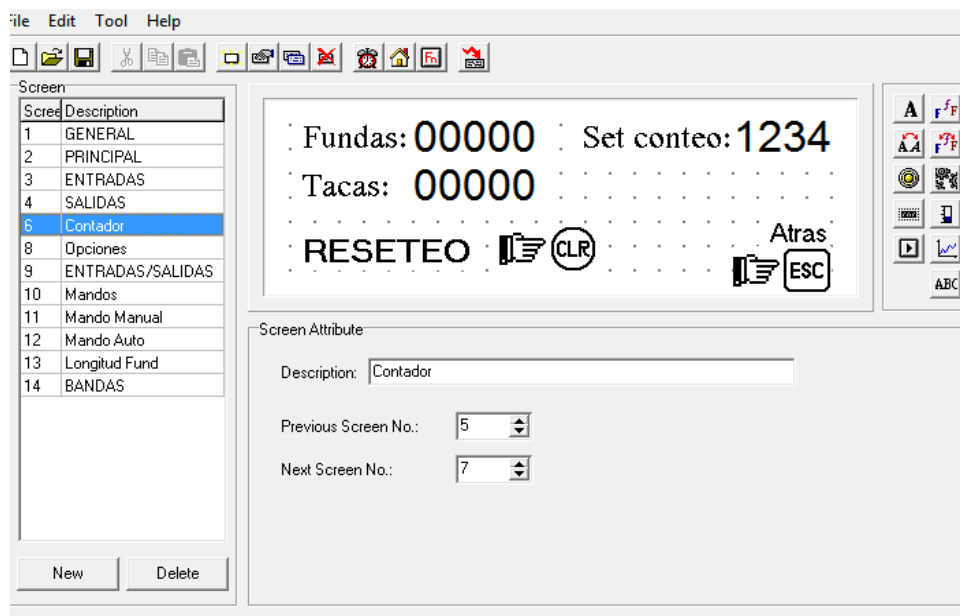 File Edit Tool Help
Fn
Screen
Scree Description
1 GENERAL
2 PRINCIPAL
3 ENTRADAS
4 SALIDAS
6 Contador
8 Opciones
9 ENTRADAS/SALIDAS
10 Mandos
11 Mando Manual
12 Mando Auto
13 Longitud Fund
14 BANDAS
New Delete
Fundas: 00000 Set conteo: 1234
Tacas: 00000
RESETEO CLR
Atras
ESC
A FfF
AA F?F
ABC
Screen Attribute
Description: Contador
Previous Screen No.: 5
Next Screen No.: 7